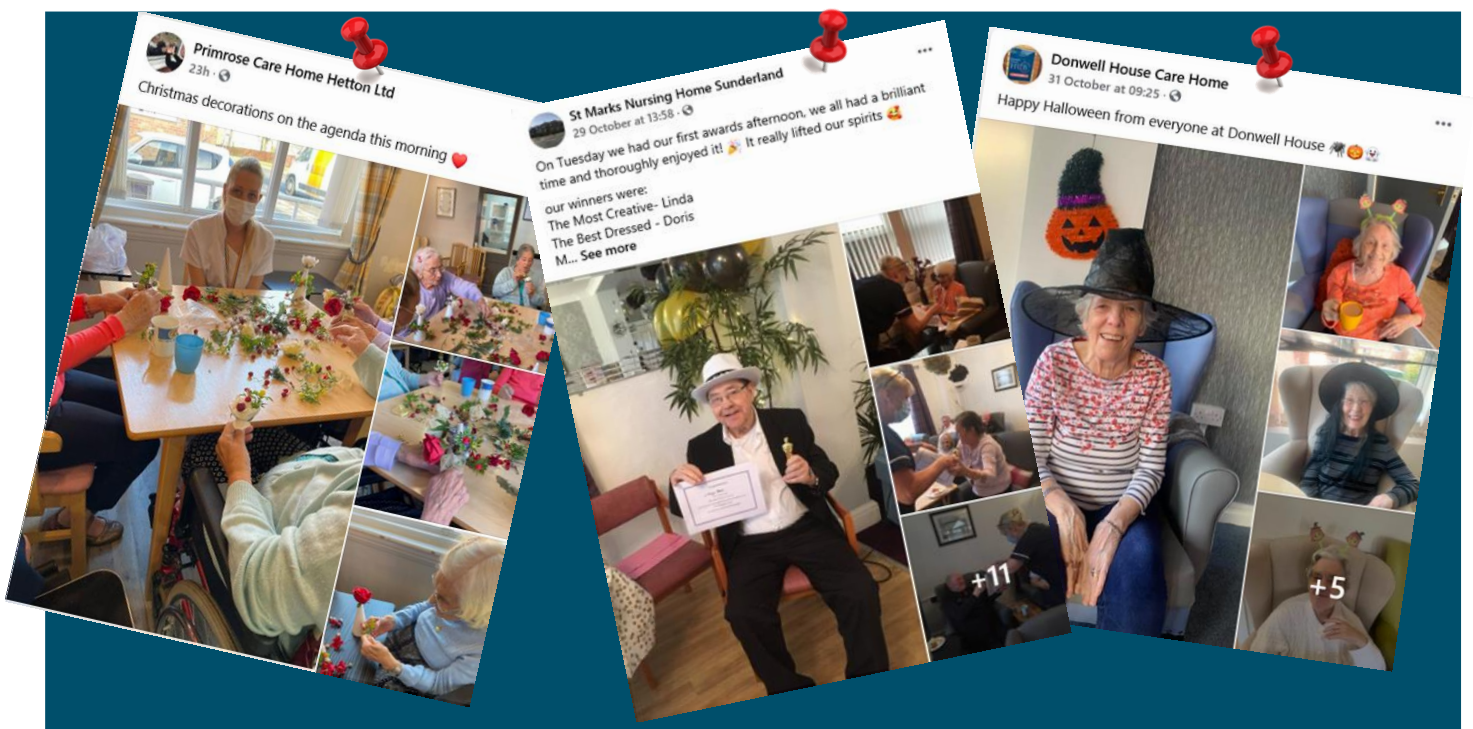 Primrose Care Home Hetton Ltd
23h ·
Christmas decorations on the agenda this morning ❤️
St Marks Nursing Home Sunderland
29 October at 13:58 ·
On Tuesday we had our first awards afternoon, we all had a brilliant
time and thoroughly enjoyed it! 🎉 It really lifted our spirits 🥰
our winners were:
The Most Creative- Linda
The Best Dressed - Doris
M... See more
+11
Donwell House Care Home
31 October at 09:25 ·
Happy Halloween from everyone at Donwell House 🕷️🎃👻
+5